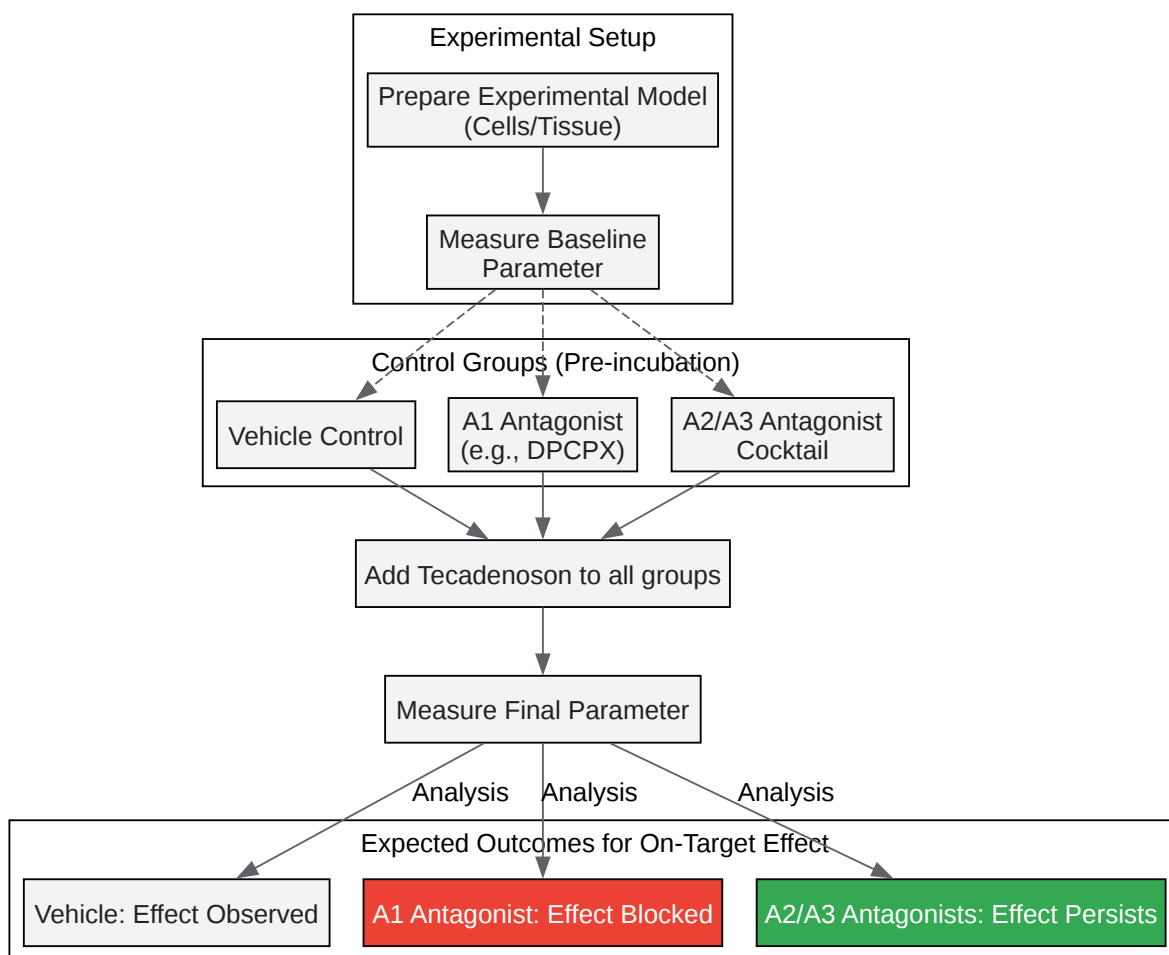 Experimental Setup
Prepare Experimental Model
(Cells/Tissue)
Measure Baseline
Parameter
Control Groups (Pre-incubation)
Vehicle Control
A1 Antagonist
(e.g., DPCPX)
A2/A3 Antagonist
Cocktail
Add Tecadenoson to all groups
Measure Final Parameter
Analysis
Analysis
Analysis
Expected Outcomes for On-Target Effect
Vehicle: Effect Observed
A1 Antagonist: Effect Blocked
A2/A3 Antagonists: Effect Persists